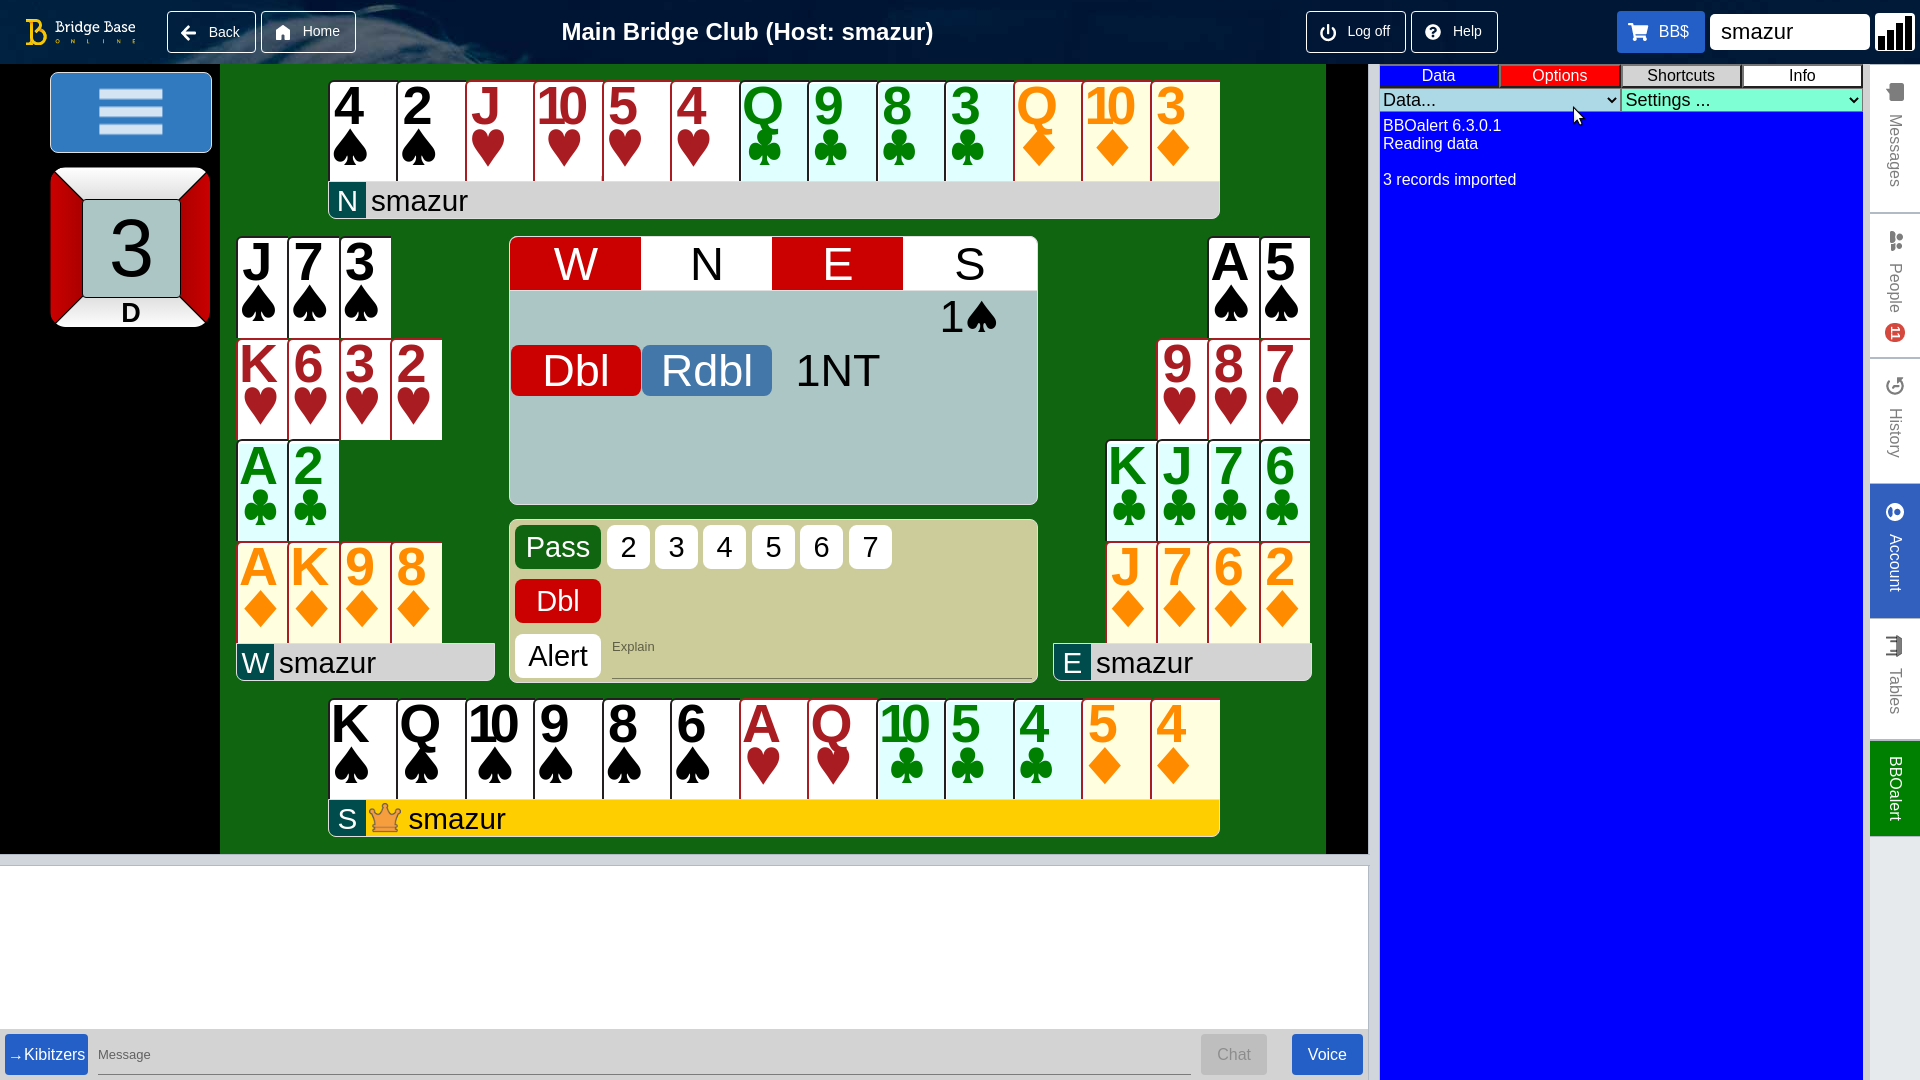 Bridge Base
ONLINE
Back
Home
Main Bridge Club (Host: smazur)
Log off
Help
BB$
smazur
Data
Options
Shortcuts
Info
Data...
Settings ...
BBOalert 6.3.0.1
Reading data
3 records imported
Messages
People
11
History
Account
Tables
BBOalert
3
D
4♠ 2♠ J♥ 10♥ 5♥ 4♥ Q♣ 9♣ 8♣ 3♣ Q♦ 10♦ 3♦
N smazur
J♠ 7♠ 3♠
K♥ 6♥ 3♥ 2♥
A♣ 2♣
A♦ K♦ 9♦ 8♦
W smazur
W N E S
1♠
Dbl Rdbl 1NT
Pass 2 3 4 5 6 7
Dbl
Alert Explain
A♠ 5♠
9♥ 8♥ 7♥
K♣ J♣ 7♣ 6♣
J♦ 7♦ 6♦ 2♦
E smazur
K♠ Q♠ 10♠ 9♠ 8♠ 6♠ A♥ Q♥ 10♣ 5♣ 4♣ 5♦ 4♦
S smazur
→Kibitzers
Message
Chat
Voice